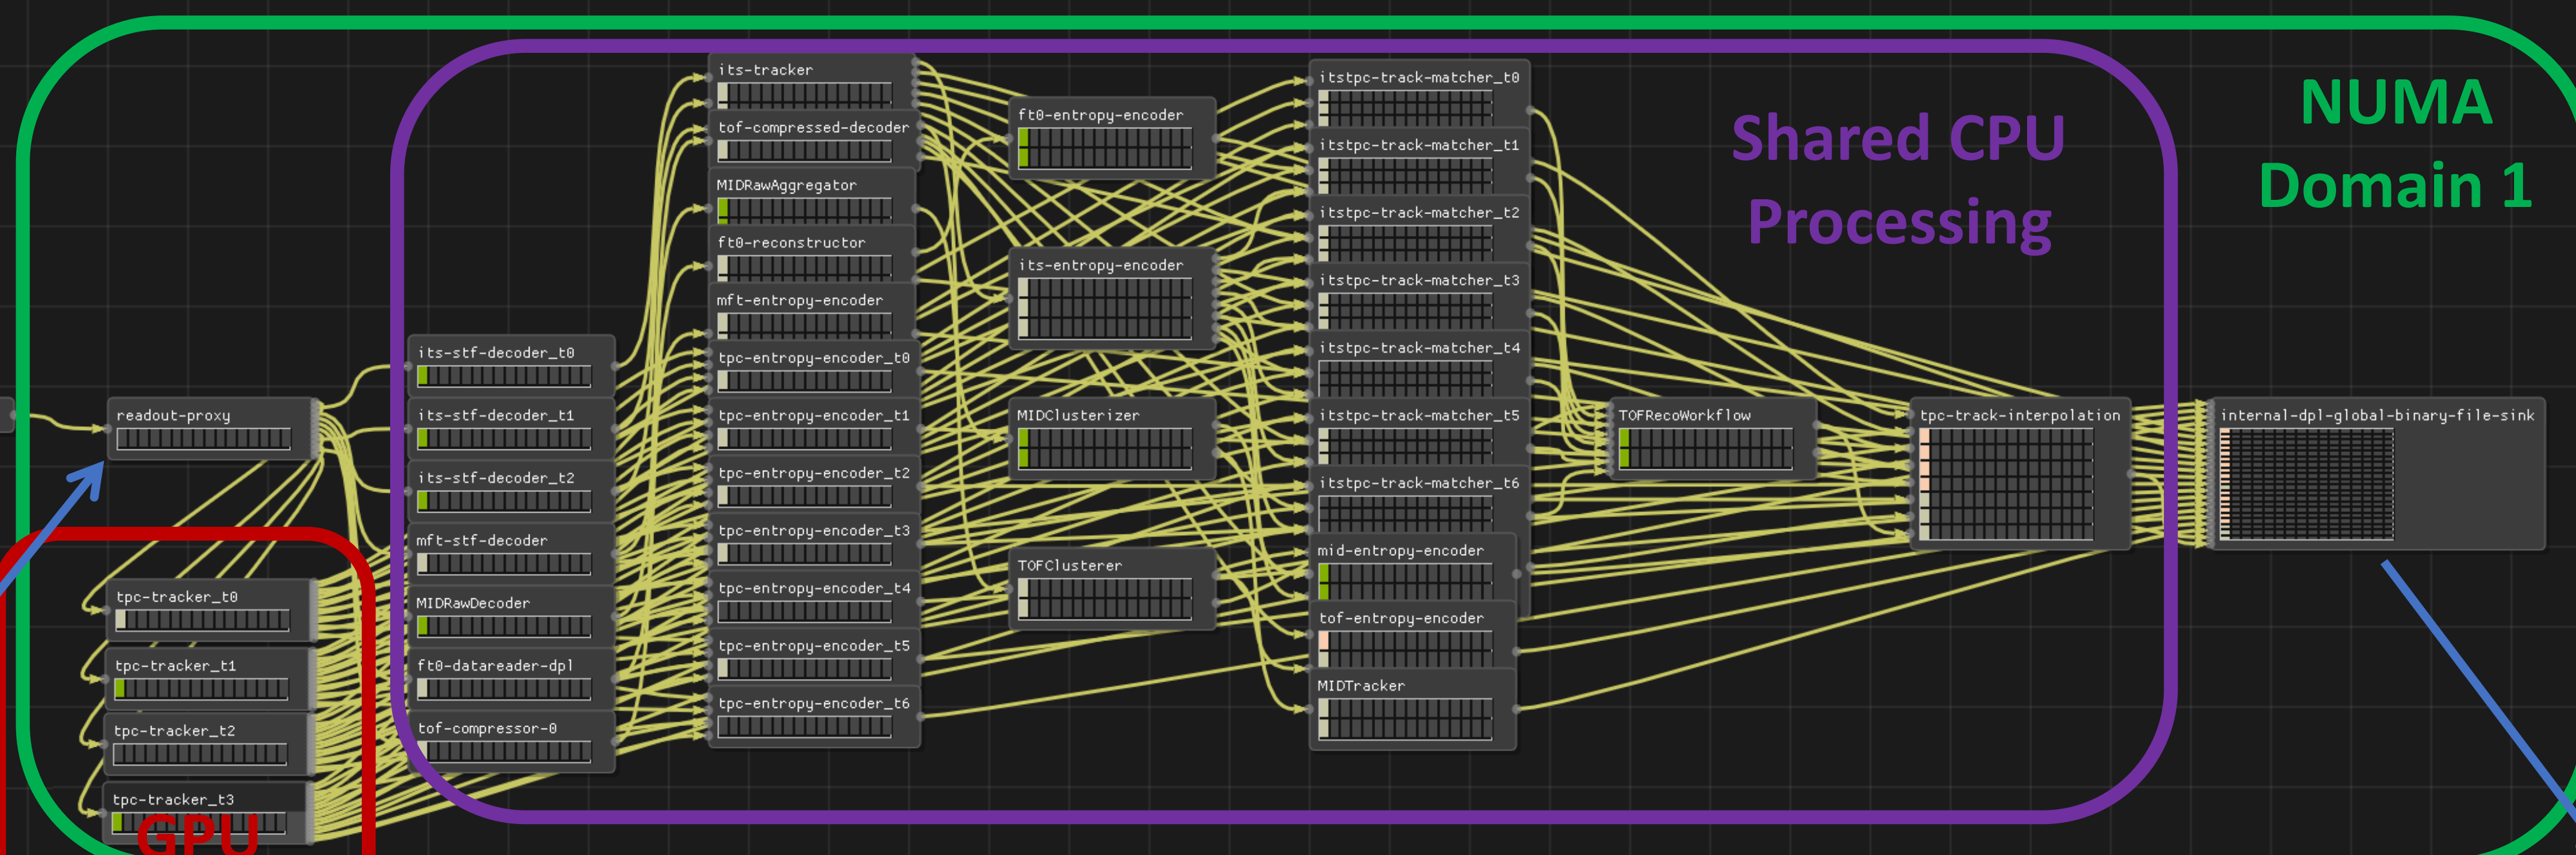 NUMA
Domain 1
Shared CPU
Processing
readout-proxy
tpc-tracker_t0
tpc-tracker_t1
tpc-tracker_t2
tpc-tracker_t3
GPU
its-stf-decoder_t0
its-stf-decoder_t1
its-stf-decoder_t2
mft-stf-decoder
MIDRawDecoder
ft0-datareader-dpl
tof-compressor-0
its-tracker
tof-compressed-decoder
MIDRawAggregator
ft0-reconstructor
mft-entropy-encoder
tpc-entropy-encoder_t0
tpc-entropy-encoder_t1
tpc-entropy-encoder_t2
tpc-entropy-encoder_t3
tpc-entropy-encoder_t4
tpc-entropy-encoder_t5
tpc-entropy-encoder_t6
ft0-entropy-encoder
its-entropy-encoder
MIDClusterizer
TOFClusterer
itstpc-track-matcher_t0
itstpc-track-matcher_t1
itstpc-track-matcher_t2
itstpc-track-matcher_t3
itstpc-track-matcher_t4
itstpc-track-matcher_t5
itstpc-track-matcher_t6
mid-entropy-encoder
tof-entropy-encoder
MIDTracker
TOFRecoWorkflow
tpc-track-interpolation
internal-dpl-global-binary-file-sink